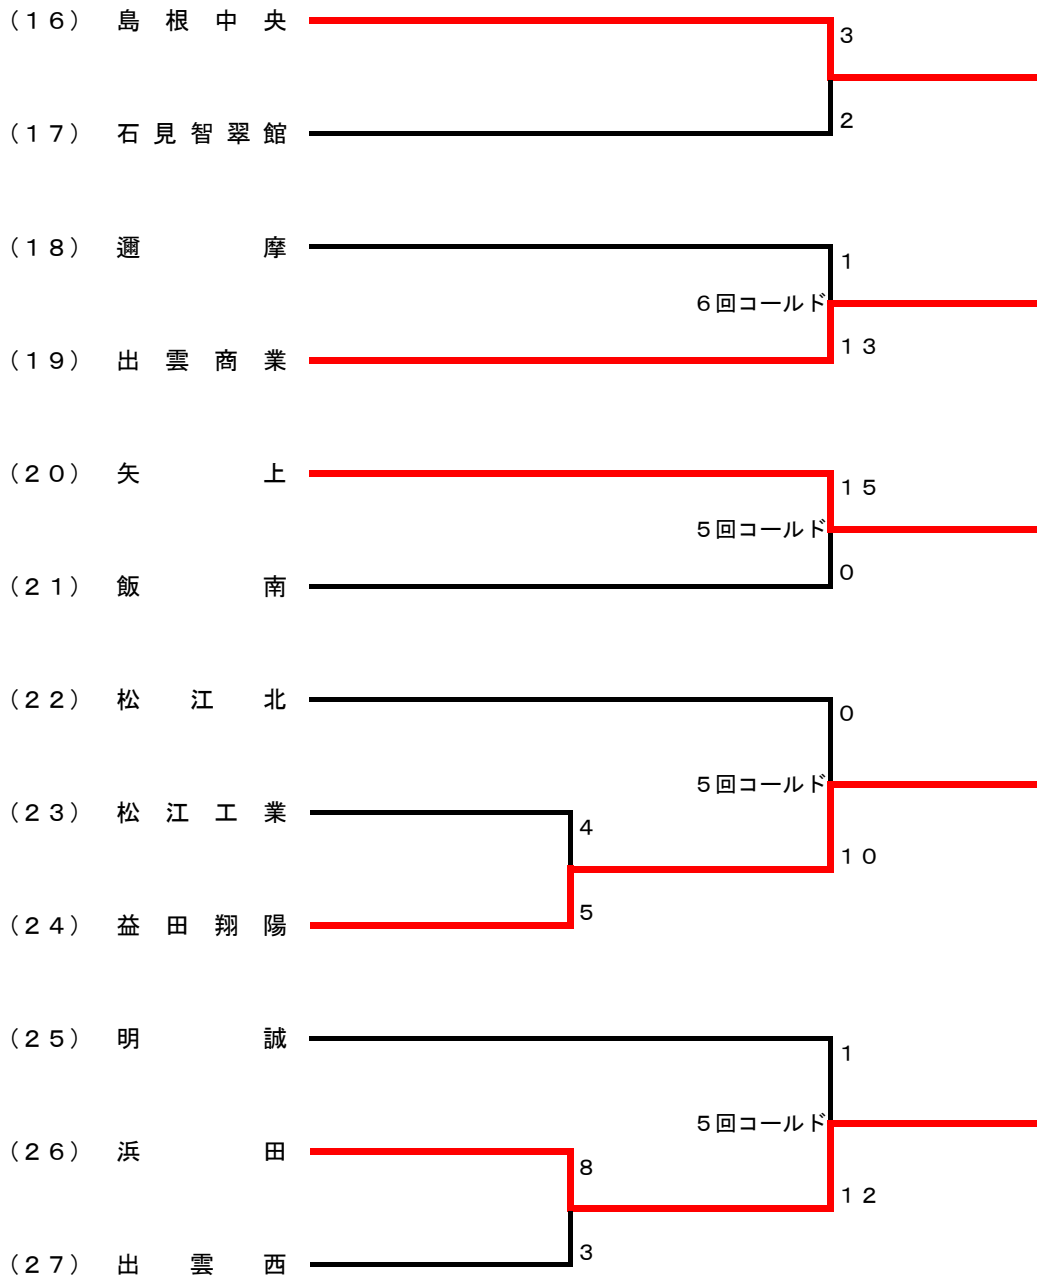 （１６） 島根中央
３
２
（１７） 石見智翠館
（１８） 邇摩
１
６回コールド
１３
（１９） 出雲商業
（２０） 矢上
１５
５回コールド
０
（２１） 飯南
（２２） 松江北
０
５回コールド
（２３） 松江工業
４
１０
５
（２４） 益田翔陽
（２５） 明誠
１
５回コールド
（２６） 浜田
８
１２
３
（２７） 出雲西